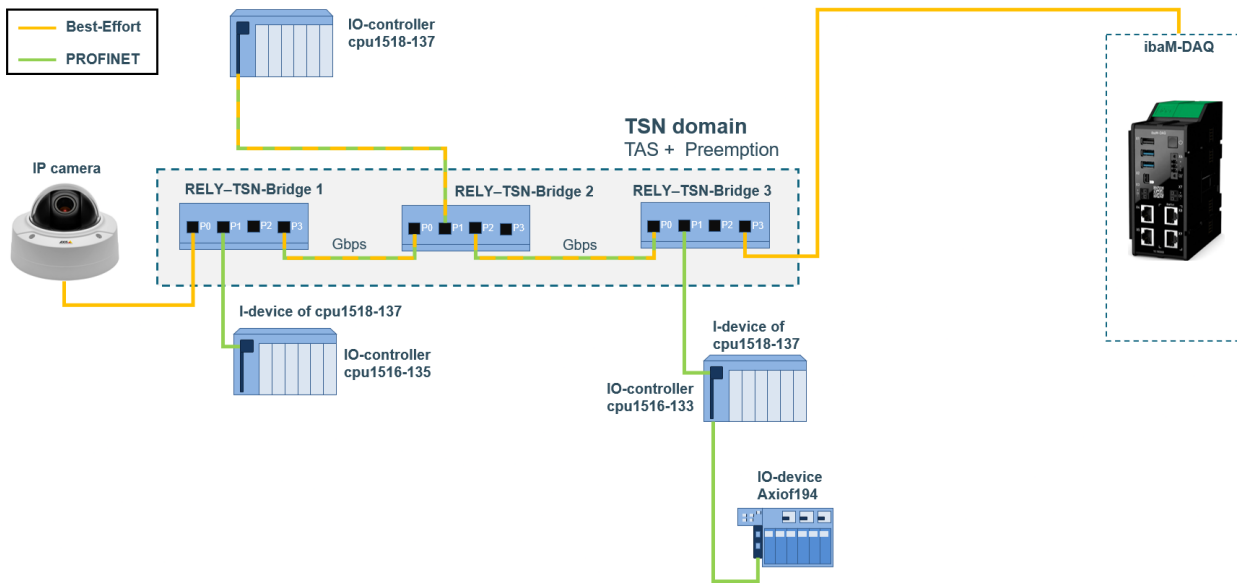 Best-Effort
PROFINET
IO-controller
cpu1518-137
ibaM-DAQ
TSN domain
TAS + Preemption
IP camera
RELY–TSN-Bridge 1
RELY–TSN-Bridge 2
RELY–TSN-Bridge 3
P0 P1 P2 P3
P0 P1 P2 P3
P0 P1 P2 P3
Gbps
Gbps
I-device of cpu1518-137
IO-controller
cpu1516-135
I-device of
cpu1518-137
IO-controller
cpu1516-133
IO-device
Axiof194